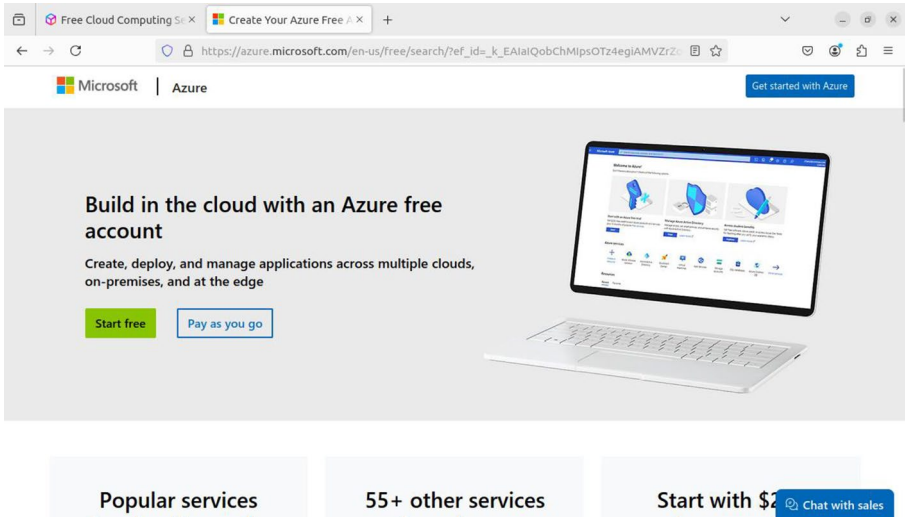 Free Cloud Computing Se
Create Your Azure Free A
https://azure.microsoft.com/en-us/free/search/?ef_id=_k_EAIaIQobChMIpsOTz4egiAMVZrZ
Microsoft
Azure
Get started with Azure
Build in the cloud with an Azure free
account
Create, deploy, and manage applications across multiple clouds,
on-premises, and at the edge
Start free
Pay as you go
Welcome to Azure!
Popular services
55+ other services
Start with $2
Chat with sales